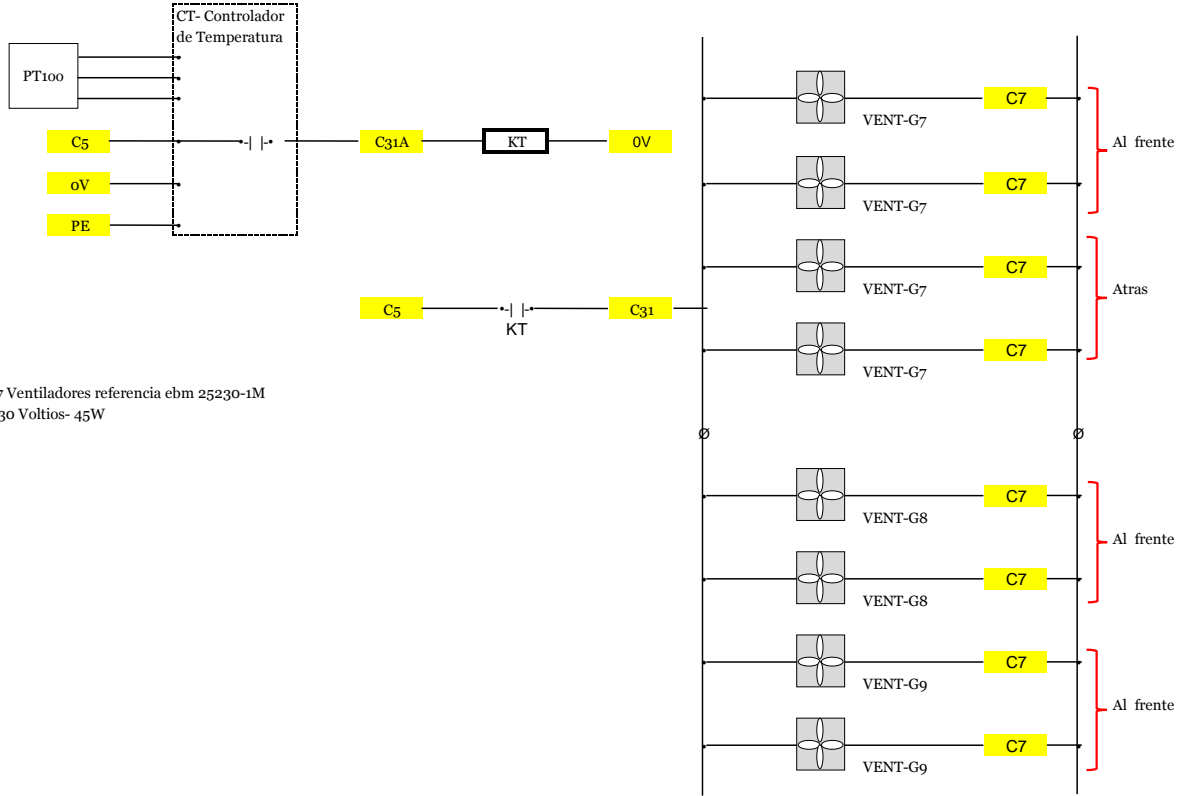 CT- Controlador
de Temperatura
PT100
C5
C31A
KT
0V
0V
PE
C5
KT
C31
7 Ventiladores referencia ebm 25230-1M
30 Voltios- 45W
VENT-G7
C7
VENT-G7
C7
Al frente
VENT-G7
C7
VENT-G7
C7
Atras
Ø
Ø
VENT-G8
C7
VENT-G8
C7
Al frente
VENT-G9
C7
VENT-G9
C7
Al frente